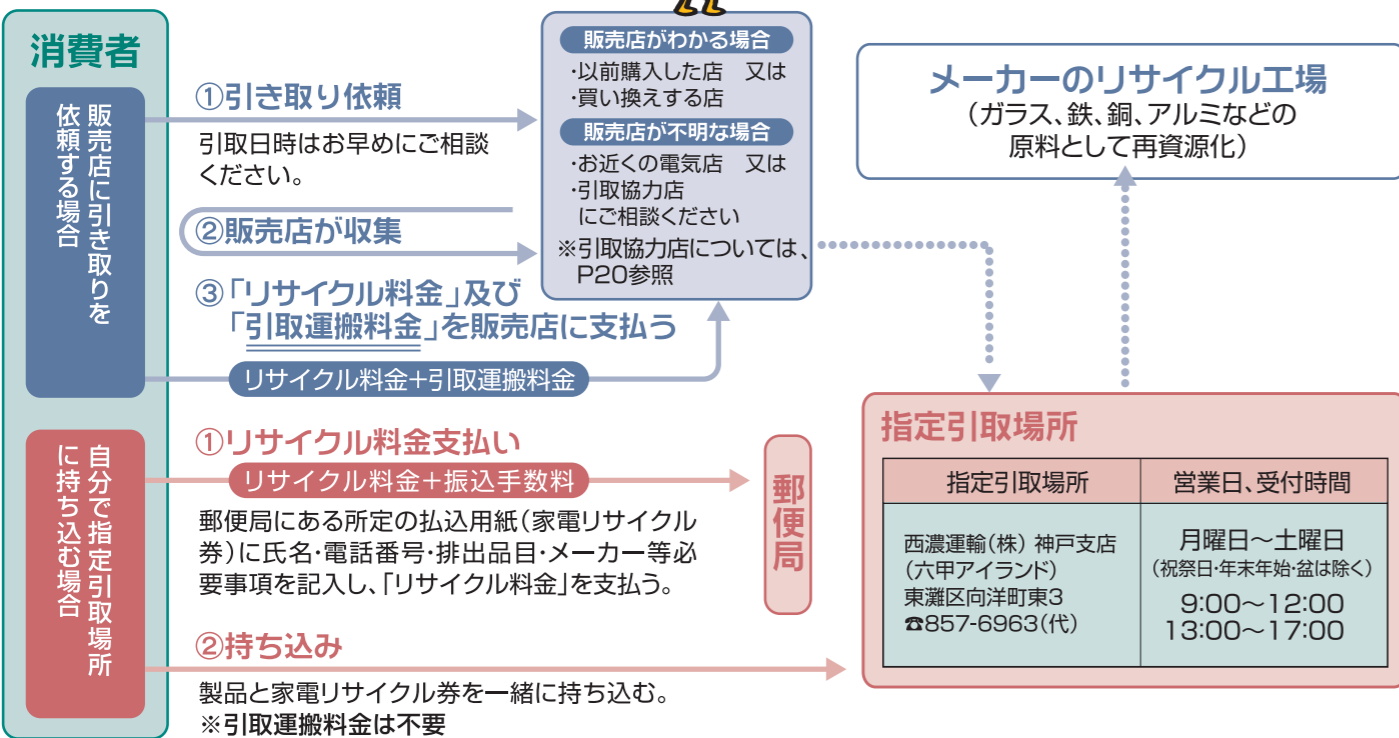 消費者
販売店に引き取りを
依頼する場合
①引き取り依頼
引取日時はお早めにご相談
ください。
②販売店が収集
③「リサイクル料金」及び
「引取運搬料金」を販売店に支払う
リサイクル料金＋引取運搬料金
販売店がわかる場合
・以前購入した店　又は
・買い換えする店
販売店が不明な場合
・お近くの電気店　又は
・引取協力店
にご相談ください
※引取協力店については、
P20参照
メーカーのリサイクル工場
（ガラス、鉄、銅、アルミなどの
原料として再資源化）
自分で指定引取場所
に持ち込む場合
①リサイクル料金支払い
リサイクル料金＋振込手数料
郵便局にある所定の払込用紙（家電リサイクル
券）に氏名・電話番号・排出品目・メーカー等必
要事項を記入し、「リサイクル料金」を支払う。
郵便局
②持ち込み
製品と家電リサイクル券を一緒に持ち込む。
※引取運搬料金は不要
指定引取場所
指定引取場所
営業日、受付時間
西濃運輸（株） 神戸支店
（六甲アイランド）
東灘区向洋町東3
☎857-6963（代）
月曜日～土曜日
（祝祭日・年末年始・盆は除く）
9:00～12:00
13:00～17:00